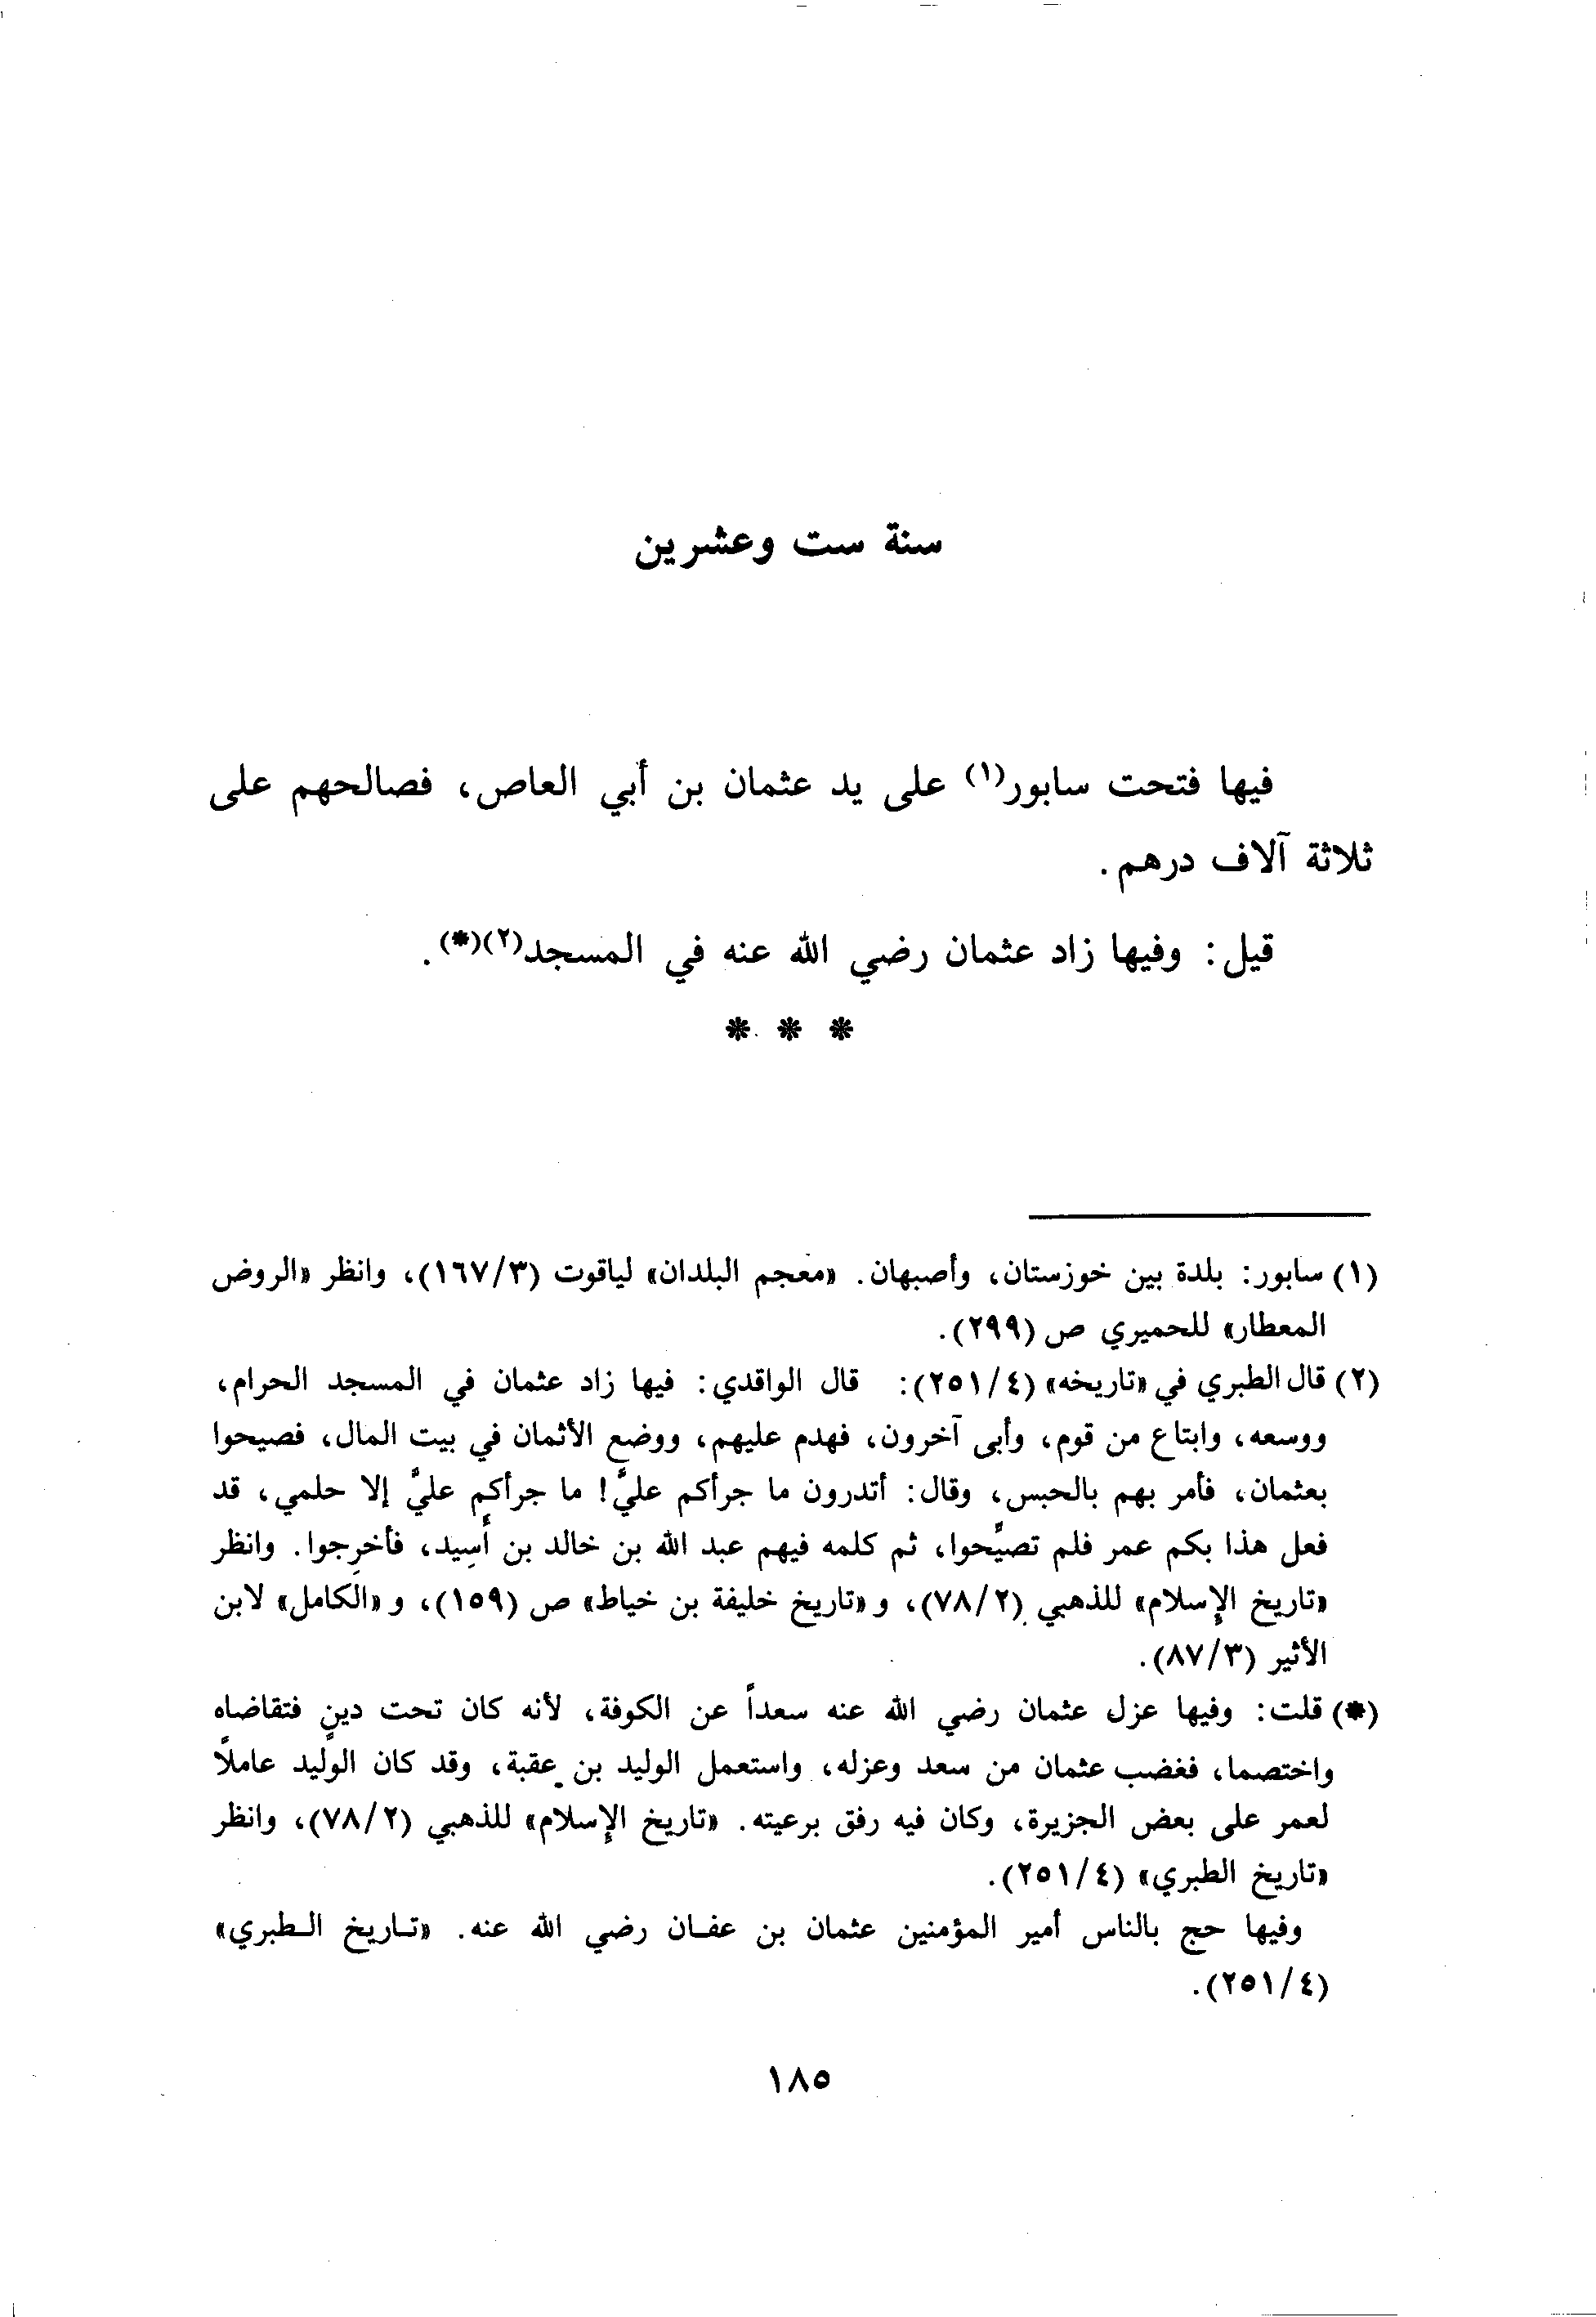 سنة ست وعشرين
فيها فتحت سابور(١) على يد عثمان بن أبي العاص، فصالحهم على
ثلاثة آلاف درهم.
قيل: وفيها زاد عثمان رضي الله عنه في المسجد(٢)(*).
* * *
(١) سابور: بلدة بين خوزستان، وأصبهان. «معجم البلدان» لياقوت (٣/١٦٧)، وانظر «الروض
المعطار» للحميري ص (٢٩٩).
(٢) قال الطبري في «تاريخه» (٤/٢٥١): قال الواقدي: فيها زاد عثمان في المسجد الحرام،
ووسعه، وابتاع من قوم، وأبى آخرون، فهدم عليهم، ووضع الأثمان في بيت المال، فصيحوا
بعثمان، فأمر بهم بالحبس، وقال: أتدرون ما جرأكم عليَّ! ما جرأكم عليَّ إلا حلمي، قد
فعل هذا بكم عمر فلم تصيِّحوا، ثم كلمه فيهم عبد الله بن خالد بن أَسِيد، فأخرِجوا. وانظر
«تاريخ الإسلام» للذهبي (٢/٧٨)، و «تاريخ خليفة بن خياط» ص (١٥٩)، و «الكامل» لابن
الأثير (٣/٨٧).
(*) قلت: وفيها عزل عثمان رضي الله عنه سعداً عن الكوفة، لأنه كان تحت دينٍ فتقاضاه
واختصما، فغضب عثمان من سعد وعزله، واستعمل الوليد بن عقبة، وقد كان الوليد عاملاً
لعمر على بعض الجزيرة، وكان فيه رفق برعيته. «تاريخ الإسلام» للذهبي (٢/٧٨)، وانظر
«تاريخ الطبري» (٤/٢٥١).
وفيها حج بالناس أمير المؤمنين عثمان بن عفـان رضي الله عنه. «تـاريخ الـطبري»
(٤/٢٥١).
١٨٥